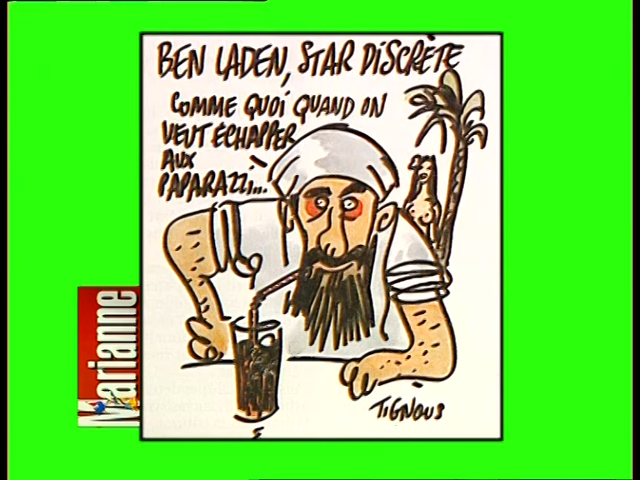 BEN LADEN, STAR DISCRÈTE
COMME QUOI QUAND ON
VEUT ÉCHAPPER
AUX
PAPARAZZI...
Marianne
TIGNOUS